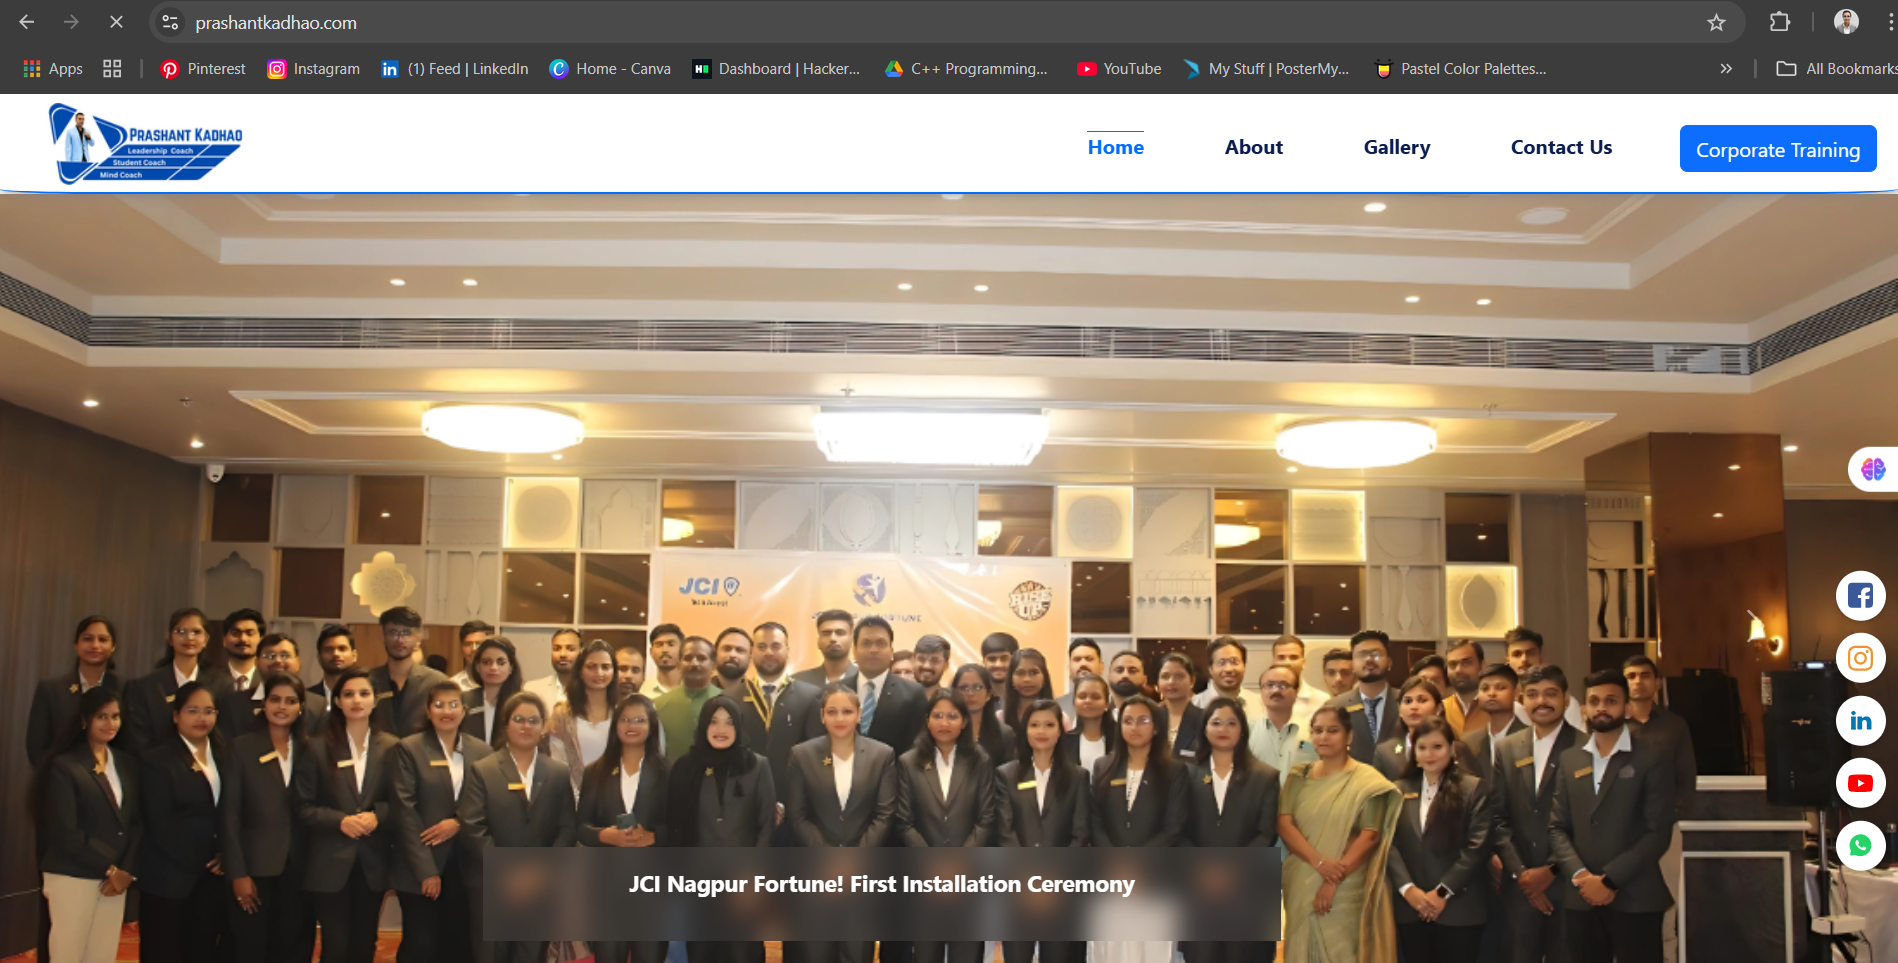 prashantkadhao.com
Apps
Pinterest
Instagram
(1) Feed | LinkedIn
Home - Canva
Dashboard | Hacker...
C++ Programming...
YouTube
My Stuff | PosterMy...
Pastel Color Palettes...
»
All Bookmarks
PRASHANT KADHAO
Leadership Coach
Student Coach
Mind Coach
Home
About
Gallery
Contact Us
Corporate Training
JCI
RISE
UP
JCI Nagpur Fortune! First Installation Ceremony